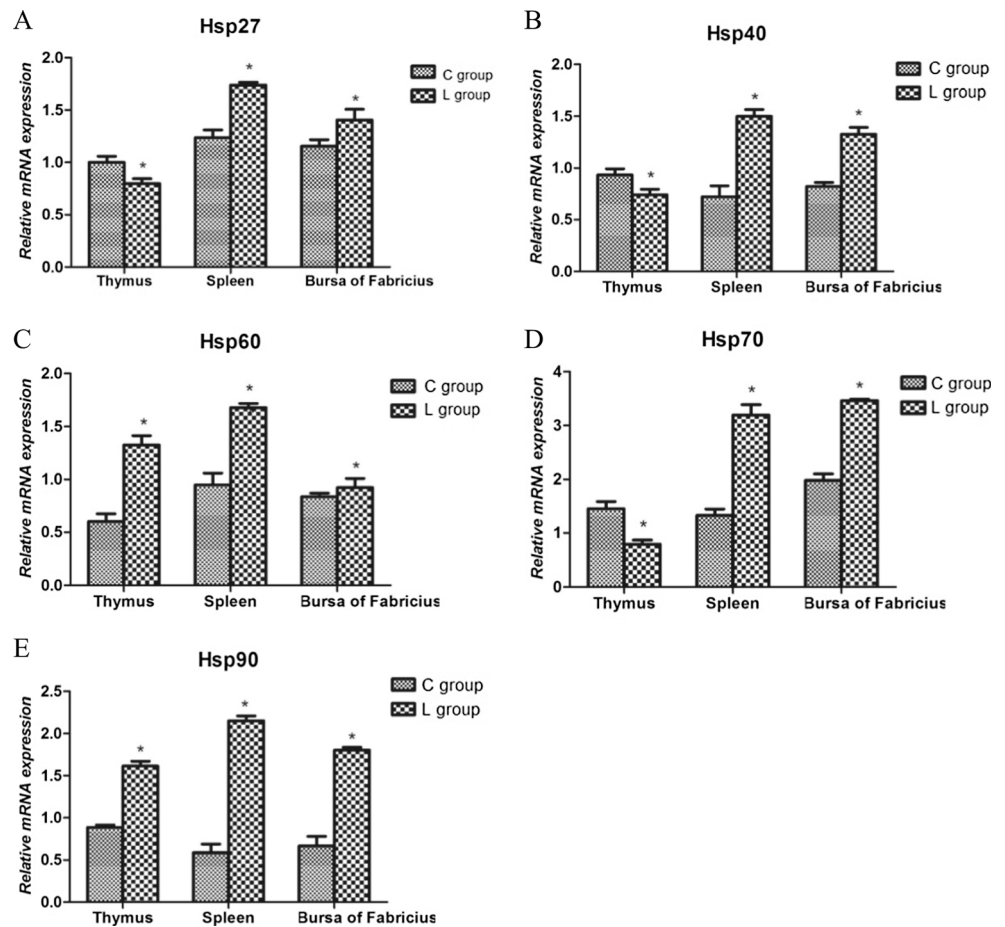 A
Hsp27
Relative mRNA expression
2.0
1.5
1.0
0.5
0.0
*
*
*
Thymus Spleen Bursa of Fabricius
C group
L group
B
Hsp40
Relative mRNA expression
2.0
1.5
1.0
0.5
0.0
*
*
*
Thymus Spleen Bursa of Fabricius
C group
L group
C
Hsp60
Relative mRNA expression
2.0
1.5
1.0
0.5
0.0
*
*
*
Thymus Spleen Bursa of Fabricius
C group
L group
D
Hsp70
Relative mRNA expression
4
3
2
1
0
*
*
*
Thymus Spleen Bursa of Fabricius
C group
L group
E
Hsp90
Relative mRNA expression
2.5
2.0
1.5
1.0
0.5
0.0
*
*
*
Thymus Spleen Bursa of Fabricius
C group
L group